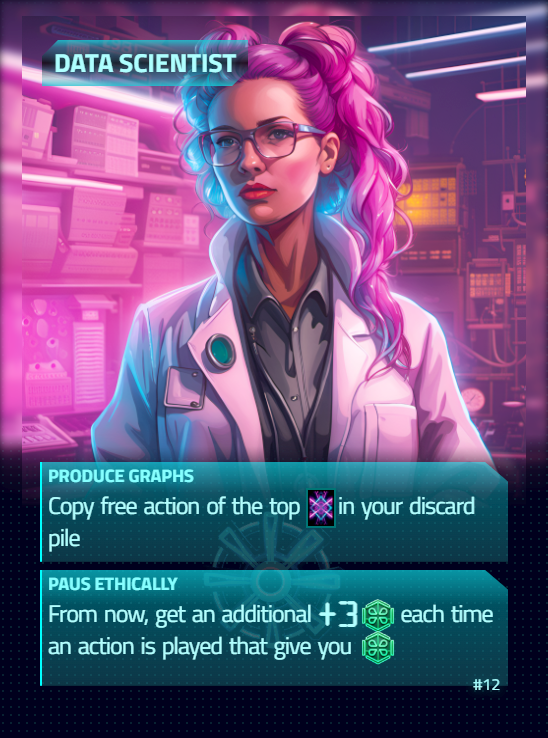 DATA SCIENTIST
PRODUCE GRAPHS
Copy free action of the top in your discard
pile
PAUS ETHICALLY
From now, get an additional +3 each time
an action is played that give you
#12